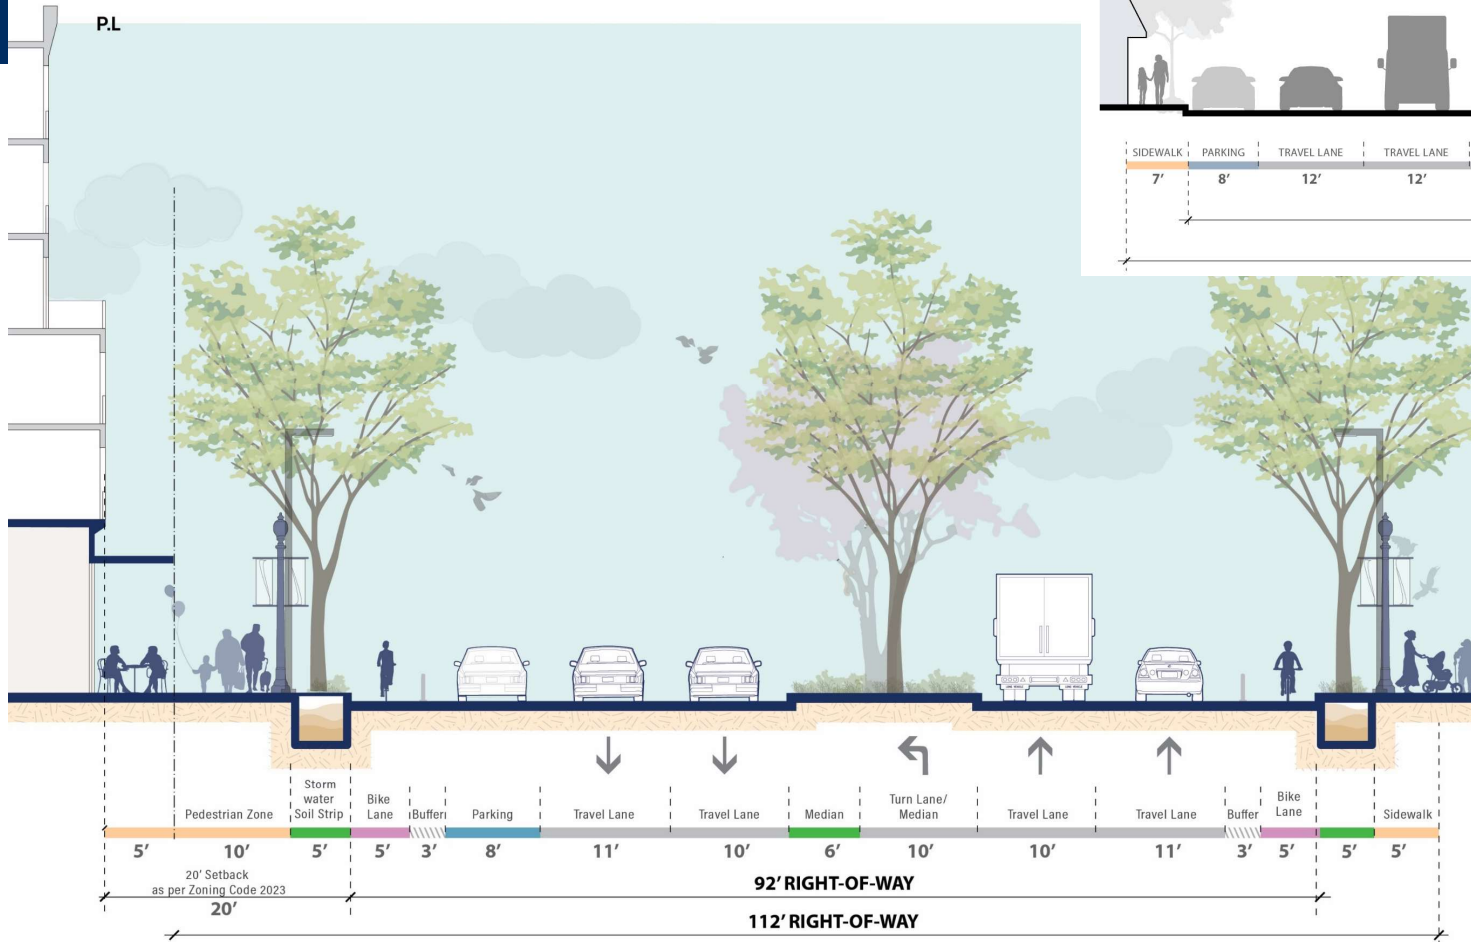 P.L
SIDEWALK PARKING TRAVEL LANE TRAVEL LANE
7' 8' 12' 12'
Pedestrian Zone
Storm
water
Soil Strip
Bike
Lane
Buffer
Parking
Travel Lane
Travel Lane
Median
Turn Lane/
Median
Travel Lane
Travel Lane
Buffer
Bike
Lane
Sidewalk
5' 10' 5' 5' 3' 8' 11' 10' 6' 10' 10' 11' 3' 5' 5' 5'
20' Setback
as per Zoning Code 2023
20'
92' RIGHT-OF-WAY
112' RIGHT-OF-WAY